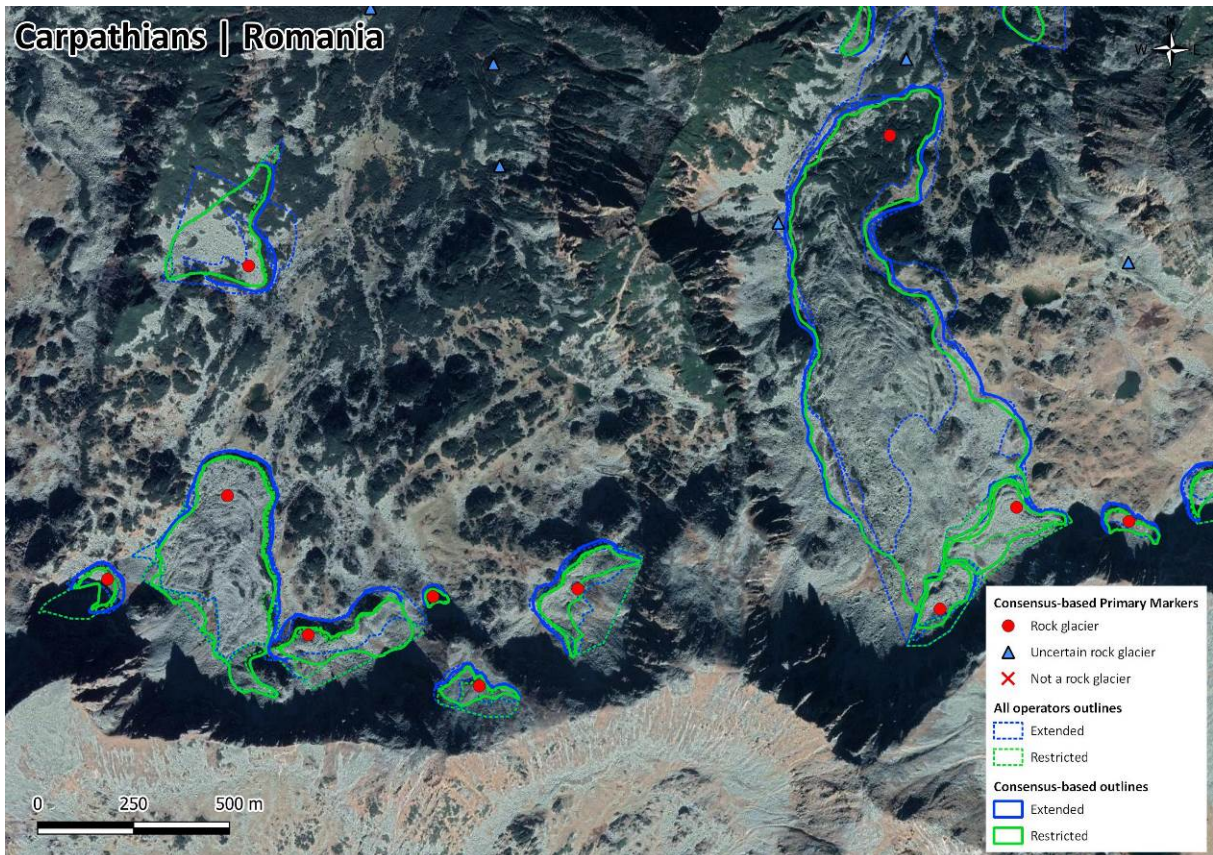 Carpathians | Romania
N
W E
S
Consensus-based Primary Markers
Rock glacier
Uncertain rock glacier
Not a rock glacier
All operators outlines
Extended
Restricted
Consensus-based outlines
Extended
Restricted
0 250 500 m